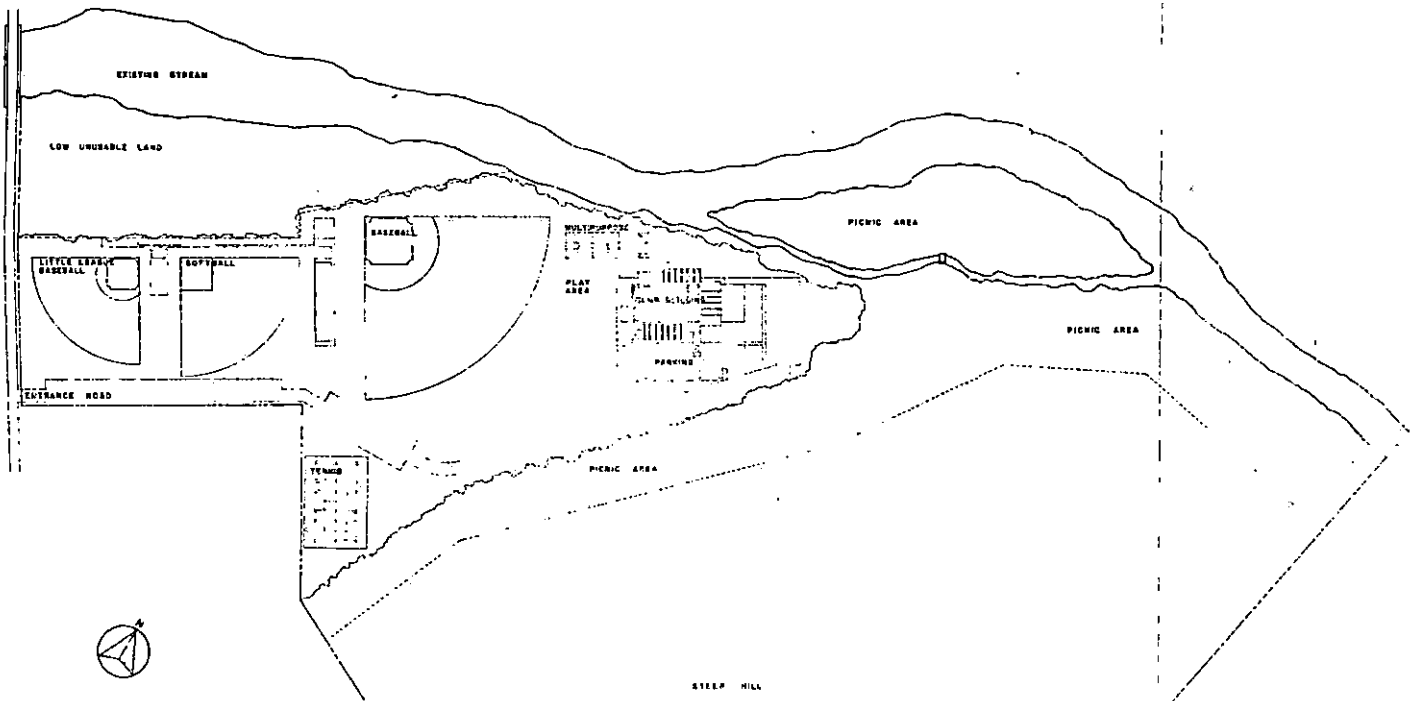 EXISTING STREAM
LOW UNUSABLE LAND
PICNIC AREA
BASEBALL
MULTIPURPOSE
LITTLE LEAGUE
BASEBALL
SOFTBALL
PLAY
AREA
BUILDING
PICNIC AREA
PARKING
ENTRANCE ROAD
TENNIS
PICNIC AREA
N
STEEP HILL